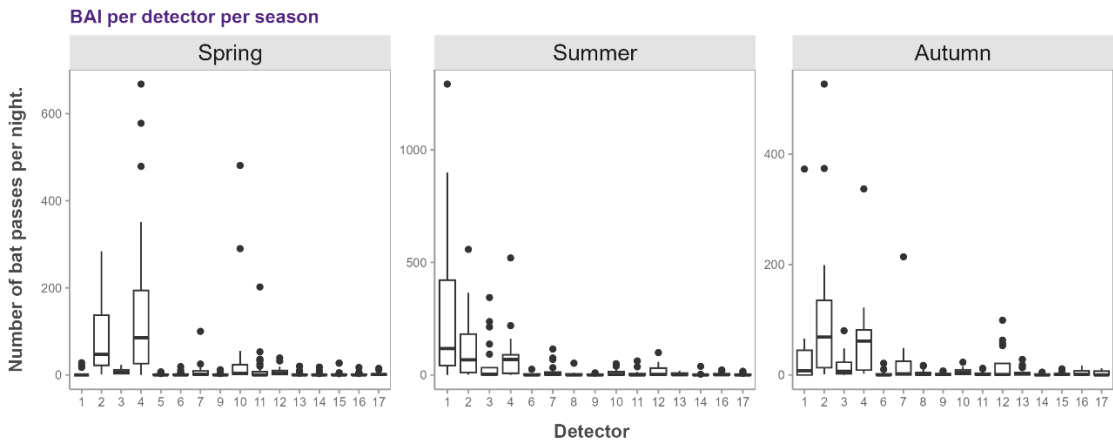 BAI per detector per season
Spring Summer Autumn
Number of bat passes per night.
600
400
200
0
1000
500
0
400
200
0
1 2 3 4 5 6 7 8 9 10 11 12 13 14 15 16 17
1 2 3 4 6 7 8 9 10 11 12 13 14 15 16 17
1 2 3 4 6 7 8 9 10 11 12 13 14 15 16 17
Detector